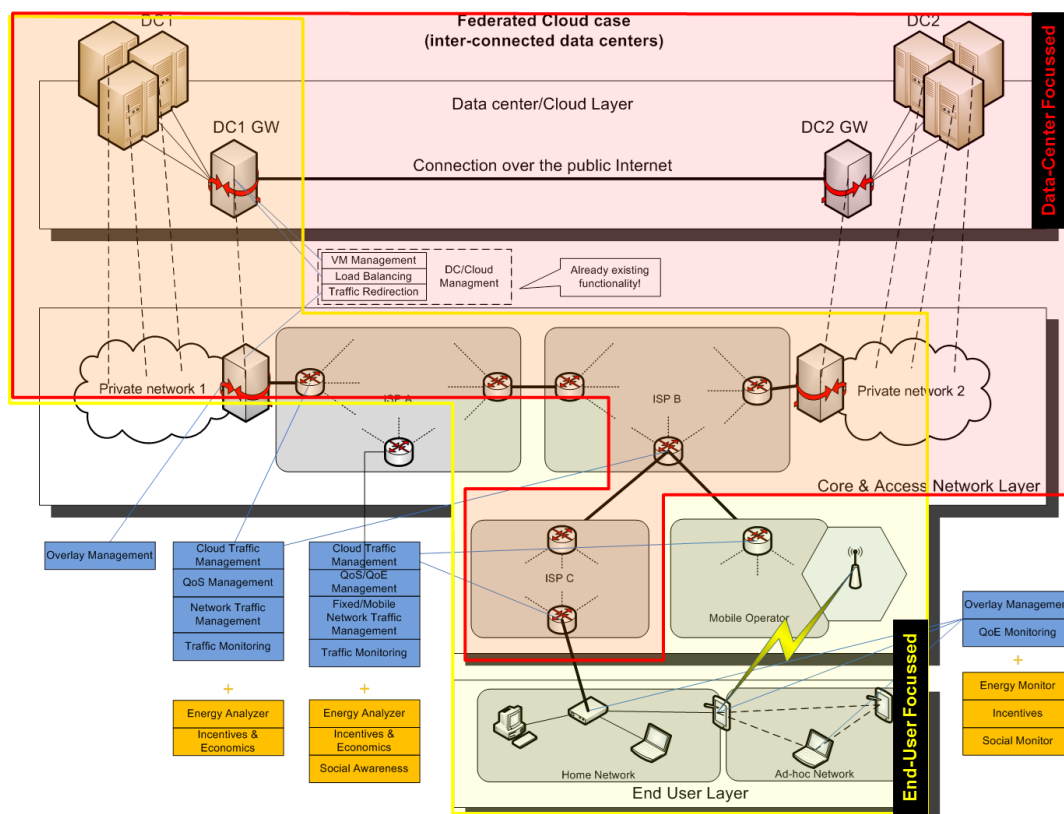 DC1
Federated Cloud case
(inter-connected data centers)
DC2
Data-Center Focussed
Data center/Cloud Layer
DC1 GW
DC2 GW
Connection over the public Internet
VM Management
Load Balancing
Traffic Redirection
DC/Cloud
Managment
Already existing
functionality!
Private network 1
ISP A
ISP B
Private network 2
Core & Access Network Layer
Overlay Management
Cloud Traffic
Management
QoS Management
Network Traffic
Management
Traffic Monitoring
+
Energy Analyzer
Incentives &
Economics
Cloud Traffic
Management
QoS/QoE
Management
Fixed/Mobile
Network Traffic
Management
Traffic Monitoring
+
Energy Analyzer
Incentives &
Economics
Social Awareness
ISP C
Mobile Operator
Overlay Management
QoE Monitoring
+
Energy Monitor
Incentives
Social Monitor
End-User Focussed
Home Network
Ad-hoc Network
End User Layer